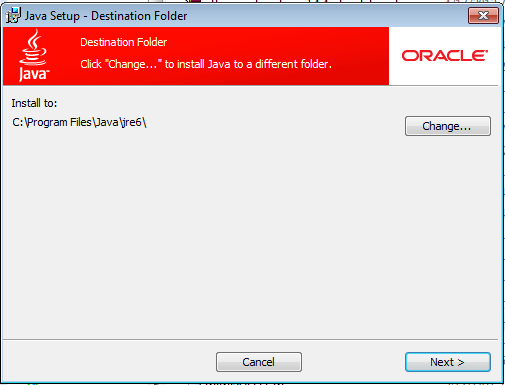 Java Setup - Destination Folder
Destination Folder
Click "Change..." to install Java to a different folder.
Java™
ORACLE®
Install to:
C:\Program Files\Java\jre6\
Change...
Cancel
Next >